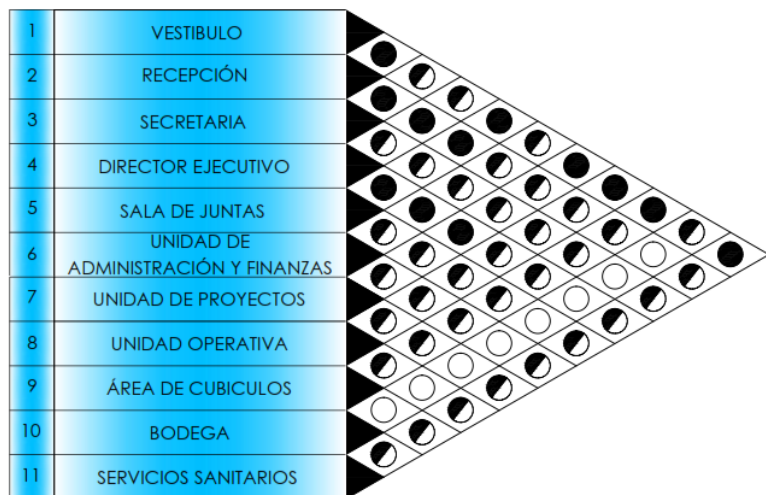 1 VESTIBULO
2 RECEPCIÓN
3 SECRETARIA
4 DIRECTOR EJECUTIVO
5 SALA DE JUNTAS
6 UNIDAD DE
ADMINISTRACIÓN Y FINANZAS
7 UNIDAD DE PROYECTOS
8 UNIDAD OPERATIVA
9 ÁREA DE CUBICULOS
10 BODEGA
11 SERVICIOS SANITARIOS